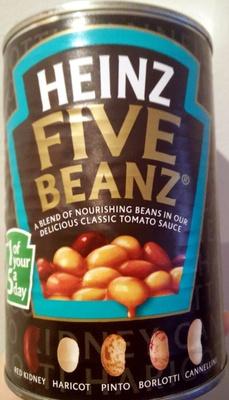 HEINZ
FIVE
BEANZ®
A BLEND OF NOURISHING BEANS IN OUR
DELICIOUS CLASSIC TOMATO SAUCE
1 of
your
5
a day
RED KIDNEY HARICOT PINTO BORLOTTI CANNELLINI